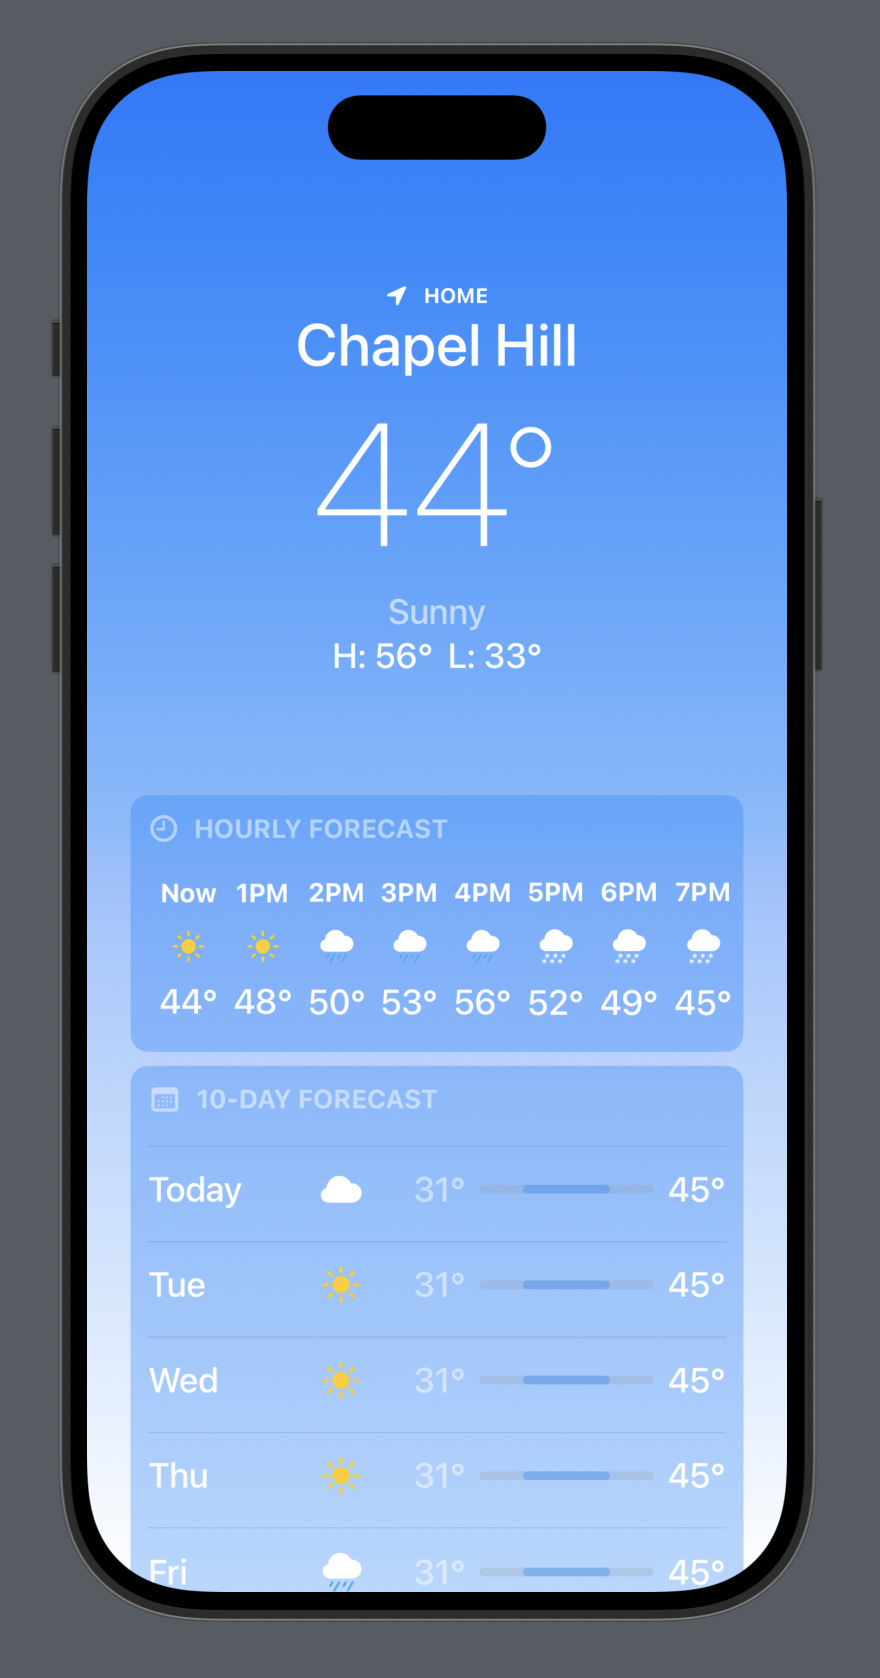 HOME
Chapel Hill
44°
Sunny
H: 56° L: 33°
HOURLY FORECAST
Now 1PM 2PM 3PM 4PM 5PM 6PM 7PM
44° 48° 50° 53° 56° 52° 49° 45°
10-DAY FORECAST
Today 31° 45°
Tue 31° 45°
Wed 31° 45°
Thu 31° 45°
Fri 31° 45°